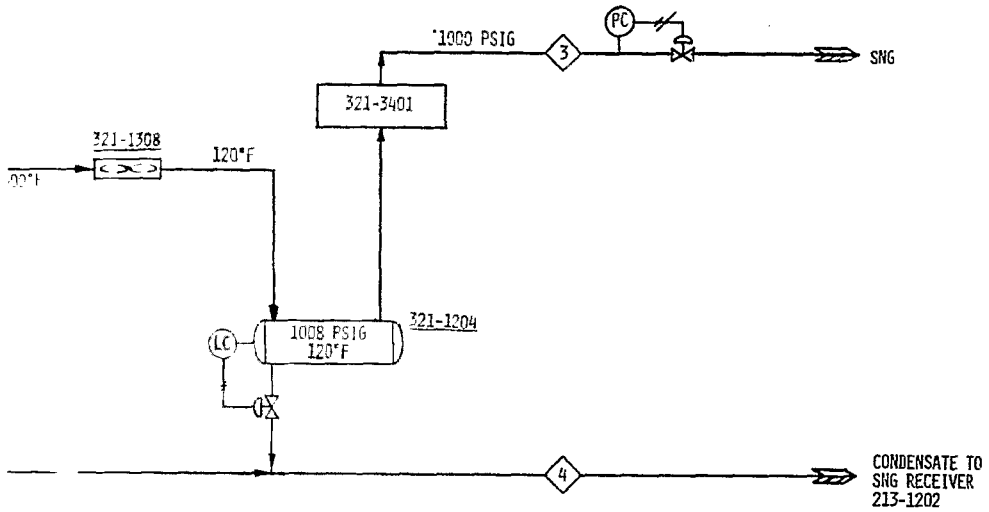 PC
1000 PSIG
3
SNG
321-3401
321-1308
120°F
1008 PSIG
120°F
321-1204
LC
4
CONDENSATE TO
SNG RECEIVER
213-1202